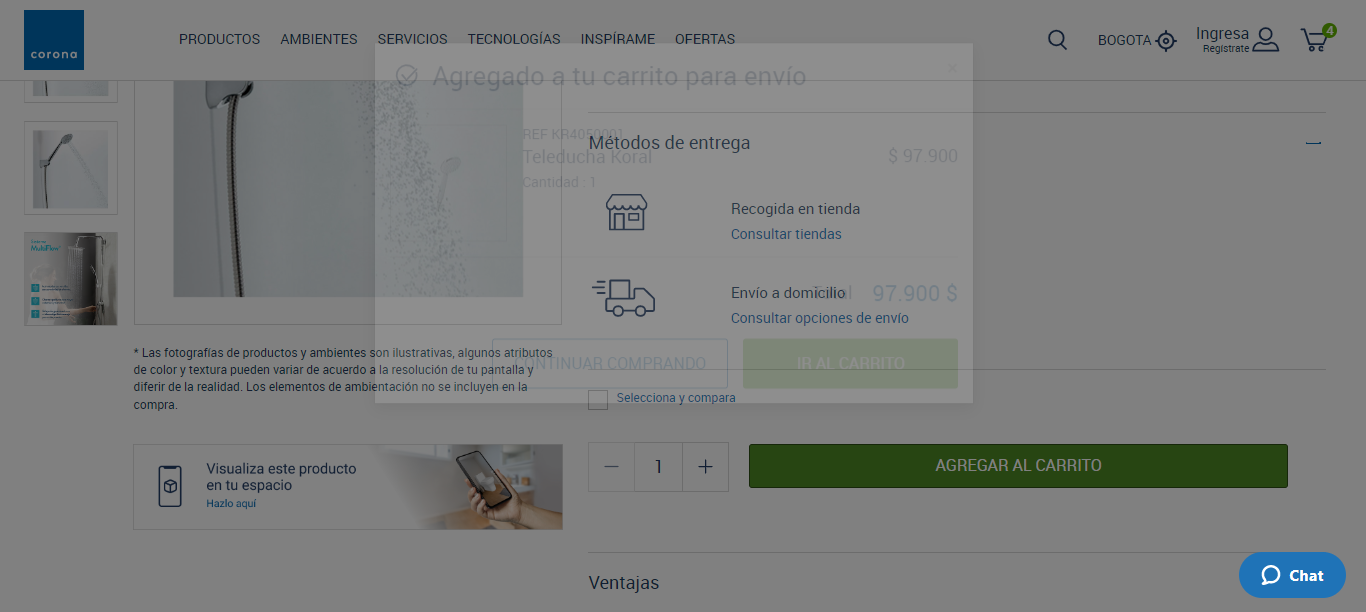 corona
PRODUCTOS AMBIENTES SERVICIOS TECNOLOGÍAS INSPÍRAME OFERTAS
BOGOTA
Ingresa
Regístrate
4
Agregado a tu carrito para envío
×
REF KR4050001
Teleducha Koral
$ 97 900
Cantidad : 1
Métodos de entrega
Recogida en tienda
Consultar tiendas
Envío a domicilio
Total 97.900 $
Consultar opciones de envío
CONTINUAR COMPRANDO
IR AL CARRITO
MultiFlow
* Las fotografías de productos y ambientes son ilustrativas, algunos atributos
de color y textura pueden variar de acuerdo a la resolución de tu pantalla y
diferir de la realidad. Los elementos de ambientación no se incluyen en la
compra.
Selecciona y compara
Visualiza este producto
en tu espacio
Hazlo aquí
— 1 +
AGREGAR AL CARRITO
Ventajas
Chat